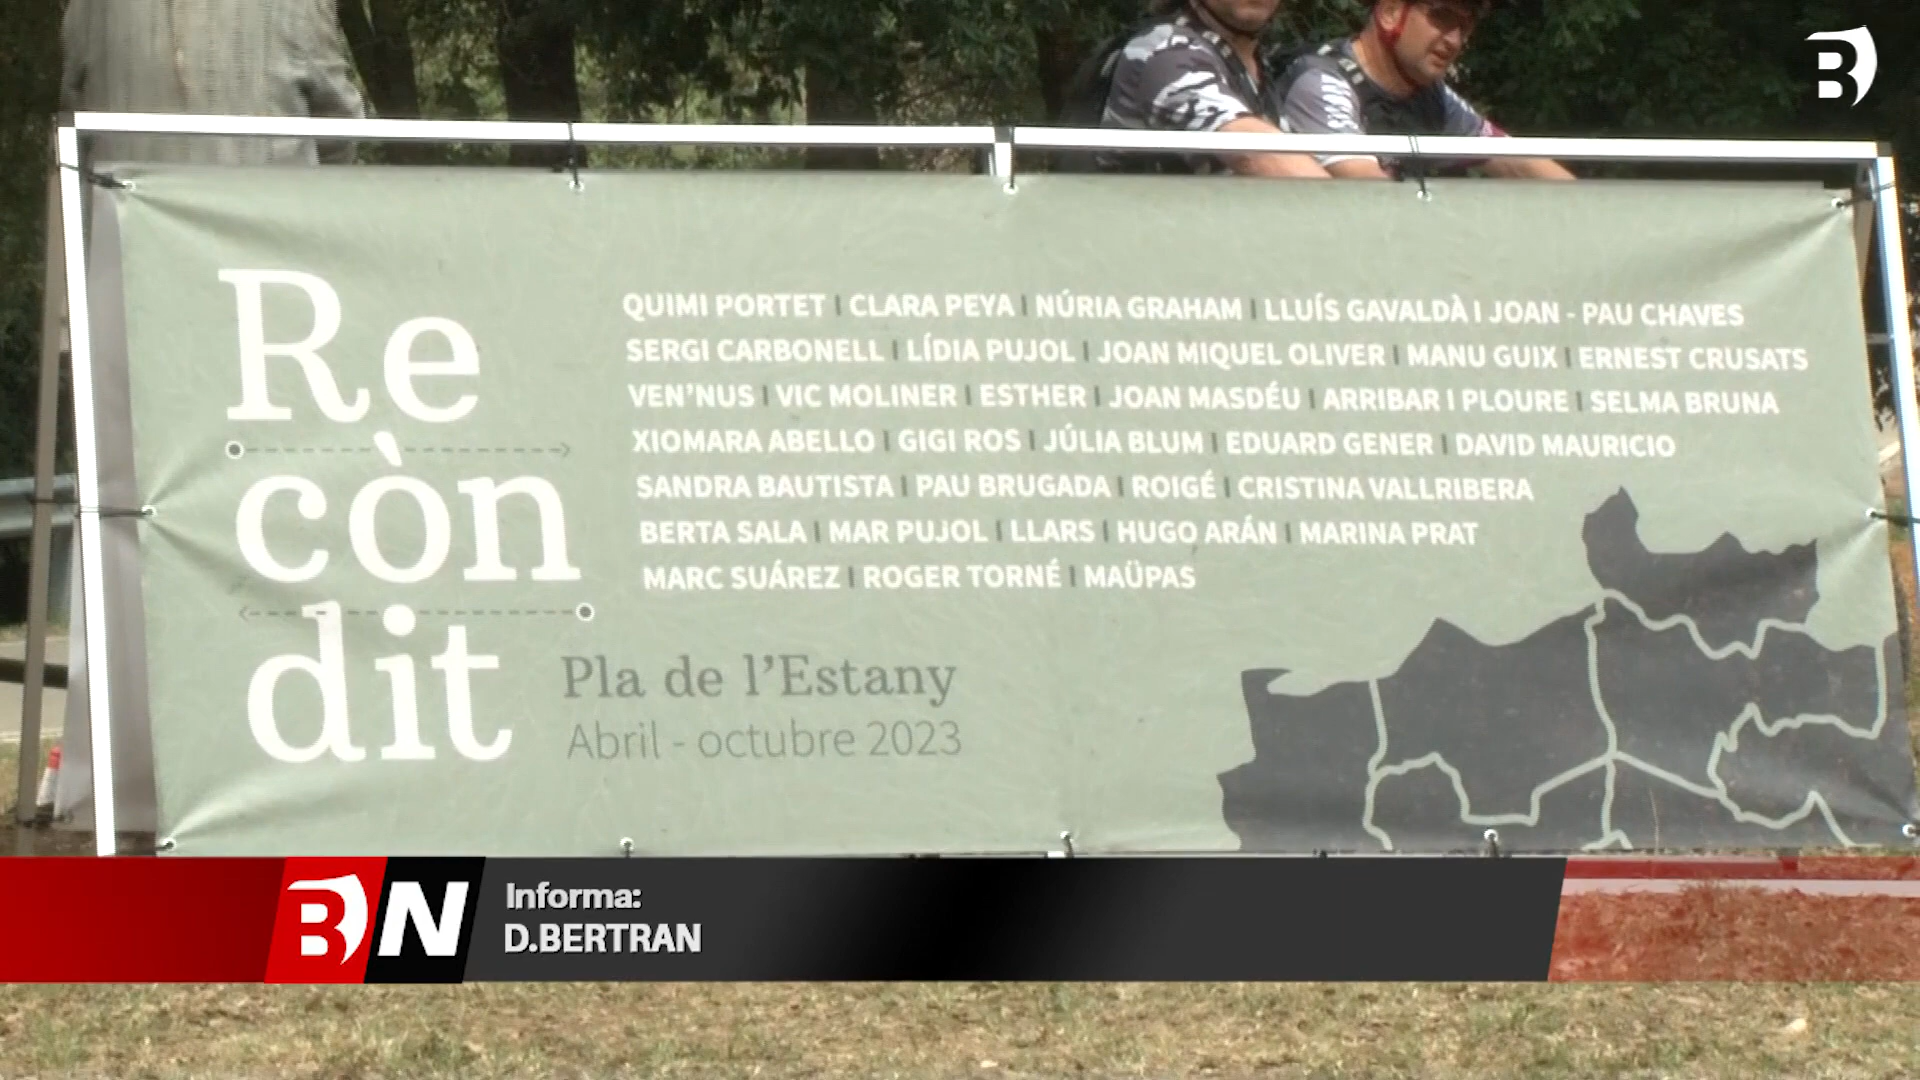 B
Re
còn
dit
QUIMI PORTET | CLARA PEYA | NÚRIA GRAHAM | LLUÍS GAVALDÀ I JOAN - PAU CHAVES
SERGI CARBONELL | LÍDIA PUJOL | JOAN MIQUEL OLIVER | MANU GUIX | ERNEST CRUSATS
VEN'NUS | VIC MOLINER | ESTHER | JOAN MASDÉU | ARRIBAR I PLOURE | SELMA BRUNA
XIOMARA ABELLO | GIGI ROS | JÚLIA BLUM | EDUARD GENER | DAVID MAURICIO
SANDRA BAUTISTA | PAU BRUGADA | ROIGÉ | CRISTINA VALLRIBERA
BERTA SALA | MAR PUJOL | LLARS | HUGO ARÁN | MARINA PRAT
MARC SUÁREZ | ROGER TORNÉ | MAÜPAS
Pla de l'Estany
Abril - octubre 2023
BN
Informa:
D.BERTRAN